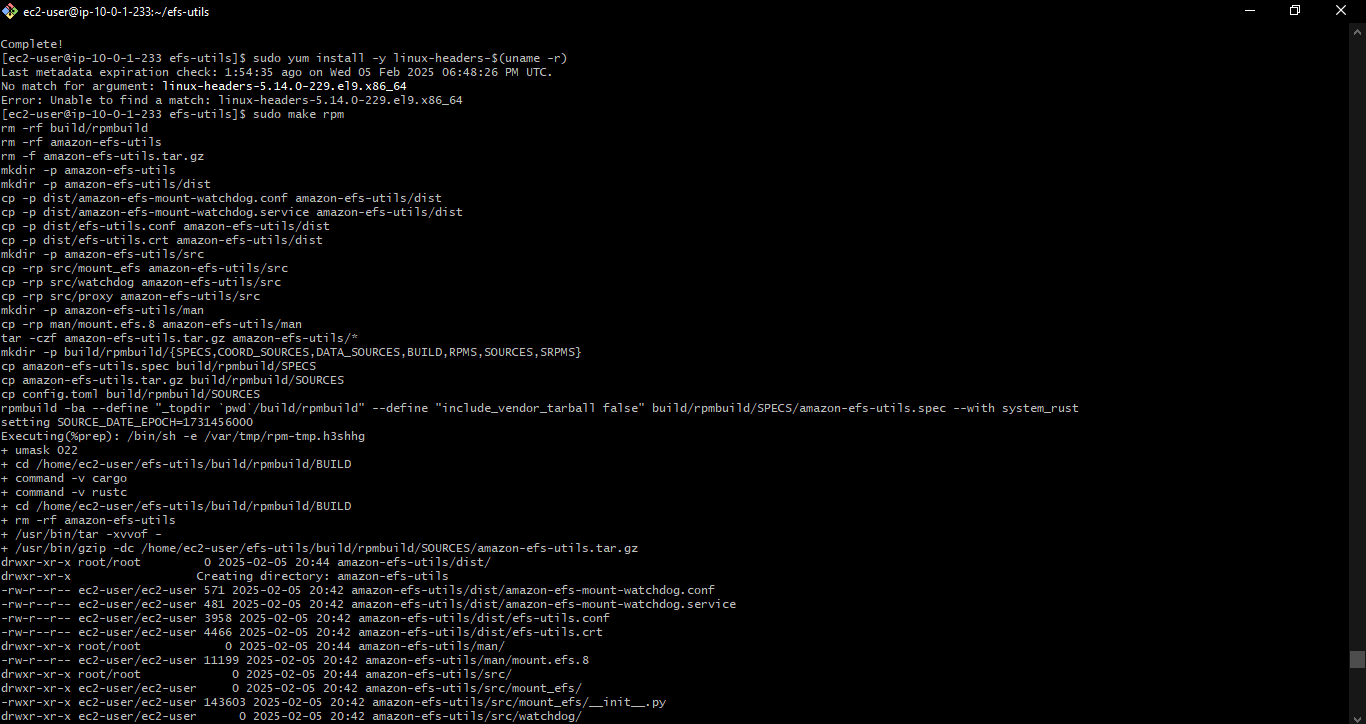 ec2-user@ip-10-0-1-233:~/efs-utils
Complete!
[ec2-user@ip-10-0-1-233 efs-utils]$ sudo yum install -y linux-headers-$(uname -r)
Last metadata expiration check: 1:54:35 ago on Wed 05 Feb 2025 06:48:26 PM UTC.
No match for argument: linux-headers-5.14.0-229.el9.x86_64
Error: Unable to find a match: linux-headers-5.14.0-229.el9.x86_64
[ec2-user@ip-10-0-1-233 efs-utils]$ sudo make rpm
rm -rf build/rpmbuild
rm -rf amazon-efs-utils
rm -f amazon-efs-utils.tar.gz
mkdir -p amazon-efs-utils
mkdir -p amazon-efs-utils/dist
cp -p dist/amazon-efs-mount-watchdog.conf amazon-efs-utils/dist
cp -p dist/amazon-efs-mount-watchdog.service amazon-efs-utils/dist
cp -p dist/efs-utils.conf amazon-efs-utils/dist
cp -p dist/efs-utils.crt amazon-efs-utils/dist
mkdir -p amazon-efs-utils/src
cp -rp src/mount_efs amazon-efs-utils/src
cp -rp src/watchdog amazon-efs-utils/src
cp -rp src/proxy amazon-efs-utils/src
mkdir -p amazon-efs-utils/man
cp -rp man/mount.efs.8 amazon-efs-utils/man
tar -czf amazon-efs-utils.tar.gz amazon-efs-utils/*
mkdir -p build/rpmbuild/{SPECS,COORD_SOURCES,DATA_SOURCES,BUILD,RPMS,SOURCES,SRPMS}
cp amazon-efs-utils.spec build/rpmbuild/SPECS
cp amazon-efs-utils.tar.gz build/rpmbuild/SOURCES
cp config.toml build/rpmbuild/SOURCES
rpmbuild -ba --define "_topdir `pwd`/build/rpmbuild" --define "include_vendor_tarball false" build/rpmbuild/SPECS/amazon-efs-utils.spec --with system_rust
setting SOURCE_DATE_EPOCH=1731456000
Executing(%prep): /bin/sh -e /var/tmp/rpm-tmp.h3shhg
+ umask 022
+ cd /home/ec2-user/efs-utils/build/rpmbuild/BUILD
+ command -v cargo
+ command -v rustc
+ cd /home/ec2-user/efs-utils/build/rpmbuild/BUILD
+ rm -rf amazon-efs-utils
+ /usr/bin/tar -xvvof -
+ /usr/bin/gzip -dc /home/ec2-user/efs-utils/build/rpmbuild/SOURCES/amazon-efs-utils.tar.gz
drwxr-xr-x root/root         0 2025-02-05 20:44 amazon-efs-utils/dist/
drwxr-xr-x                  Creating directory: amazon-efs-utils
-rw-r--r-- ec2-user/ec2-user 571 2025-02-05 20:42 amazon-efs-utils/dist/amazon-efs-mount-watchdog.conf
-rw-r--r-- ec2-user/ec2-user 481 2025-02-05 20:42 amazon-efs-utils/dist/amazon-efs-mount-watchdog.service
-rw-r--r-- ec2-user/ec2-user 3958 2025-02-05 20:42 amazon-efs-utils/dist/efs-utils.conf
-rw-r--r-- ec2-user/ec2-user 4466 2025-02-05 20:42 amazon-efs-utils/dist/efs-utils.crt
drwxr-xr-x root/root            0 2025-02-05 20:44 amazon-efs-utils/man/
-rw-r--r-- ec2-user/ec2-user 11199 2025-02-05 20:42 amazon-efs-utils/man/mount.efs.8
drwxr-xr-x root/root             0 2025-02-05 20:44 amazon-efs-utils/src/
drwxr-xr-x ec2-user/ec2-user     0 2025-02-05 20:42 amazon-efs-utils/src/mount_efs/
-rwxr-xr-x ec2-user/ec2-user 143603 2025-02-05 20:42 amazon-efs-utils/src/mount_efs/__init__.py
drwxr-xr-x ec2-user/ec2-user      0 2025-02-05 20:42 amazon-efs-utils/src/watchdog/